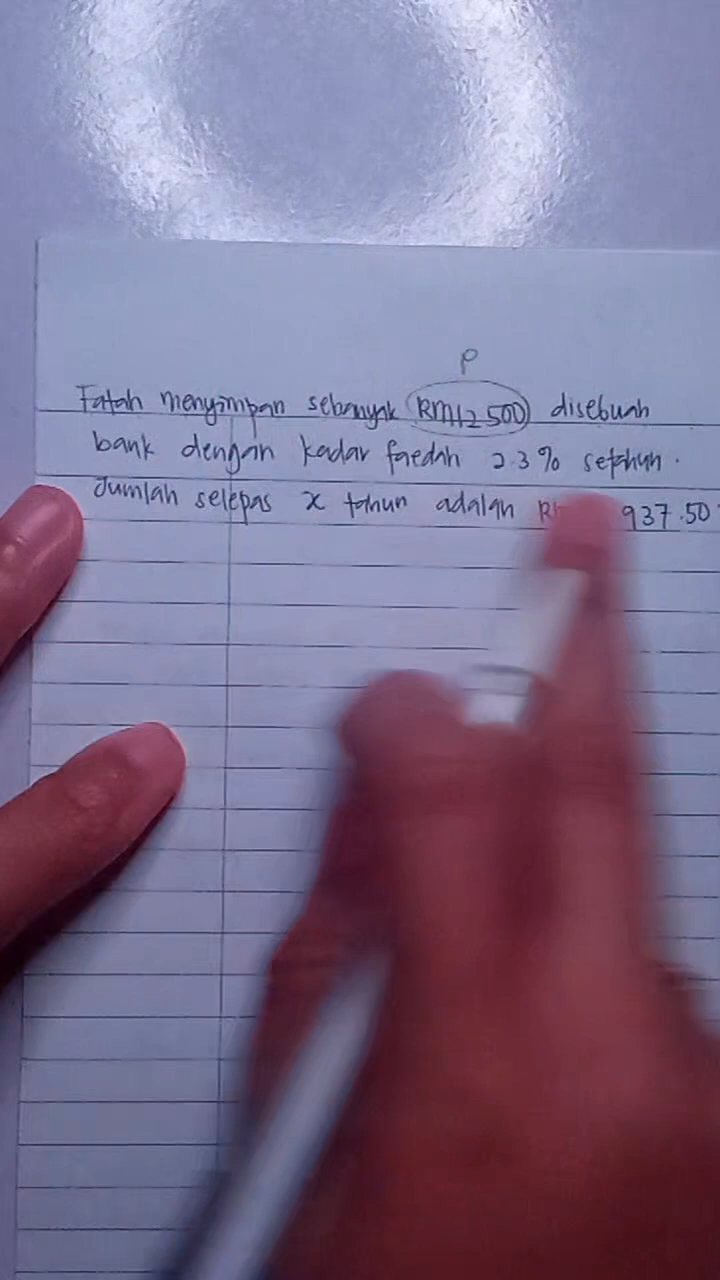 P
Fatah menyimpan sebanyak RM12 500 disebuah
bank dengan kadar faedah 2.3% setahun.
Jumlah selepas x tahun adalah 937.50